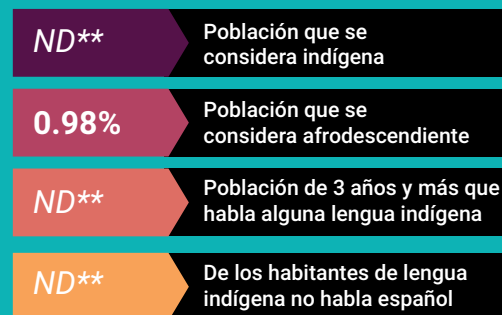 ND**
Población que se
considera indígena
0.98%
Población que se
considera afrodescendiente
ND**
Población de 3 años y más que
habla alguna lengua indígena
ND**
De los habitantes de lengua
indígena no habla español